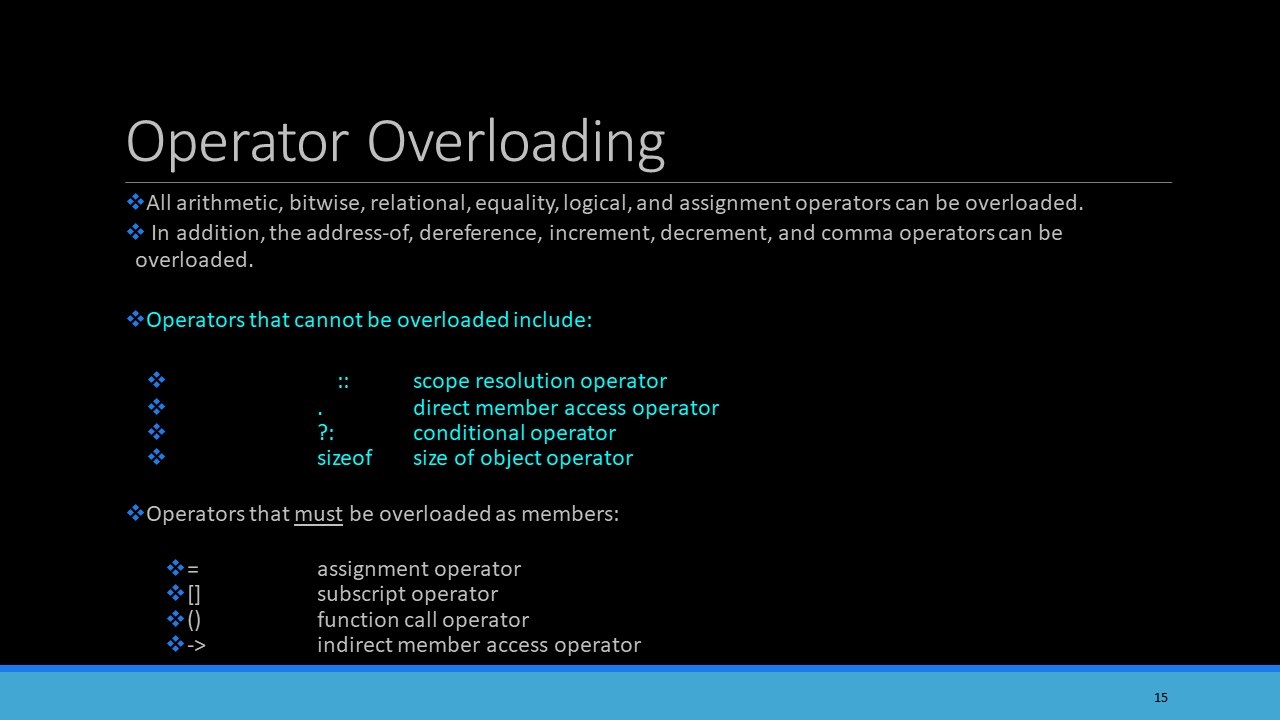 Operator Overloading
❖All arithmetic, bitwise, relational, equality, logical, and assignment operators can be overloaded.
❖ In addition, the address-of, dereference, increment, decrement, and comma operators can be
overloaded.
❖Operators that cannot be overloaded include:
❖ :: scope resolution operator
❖ . direct member access operator
❖ ?: conditional operator
❖ sizeof size of object operator
❖Operators that must be overloaded as members:
❖= assignment operator
❖[] subscript operator
❖() function call operator
❖-> indirect member access operator
15